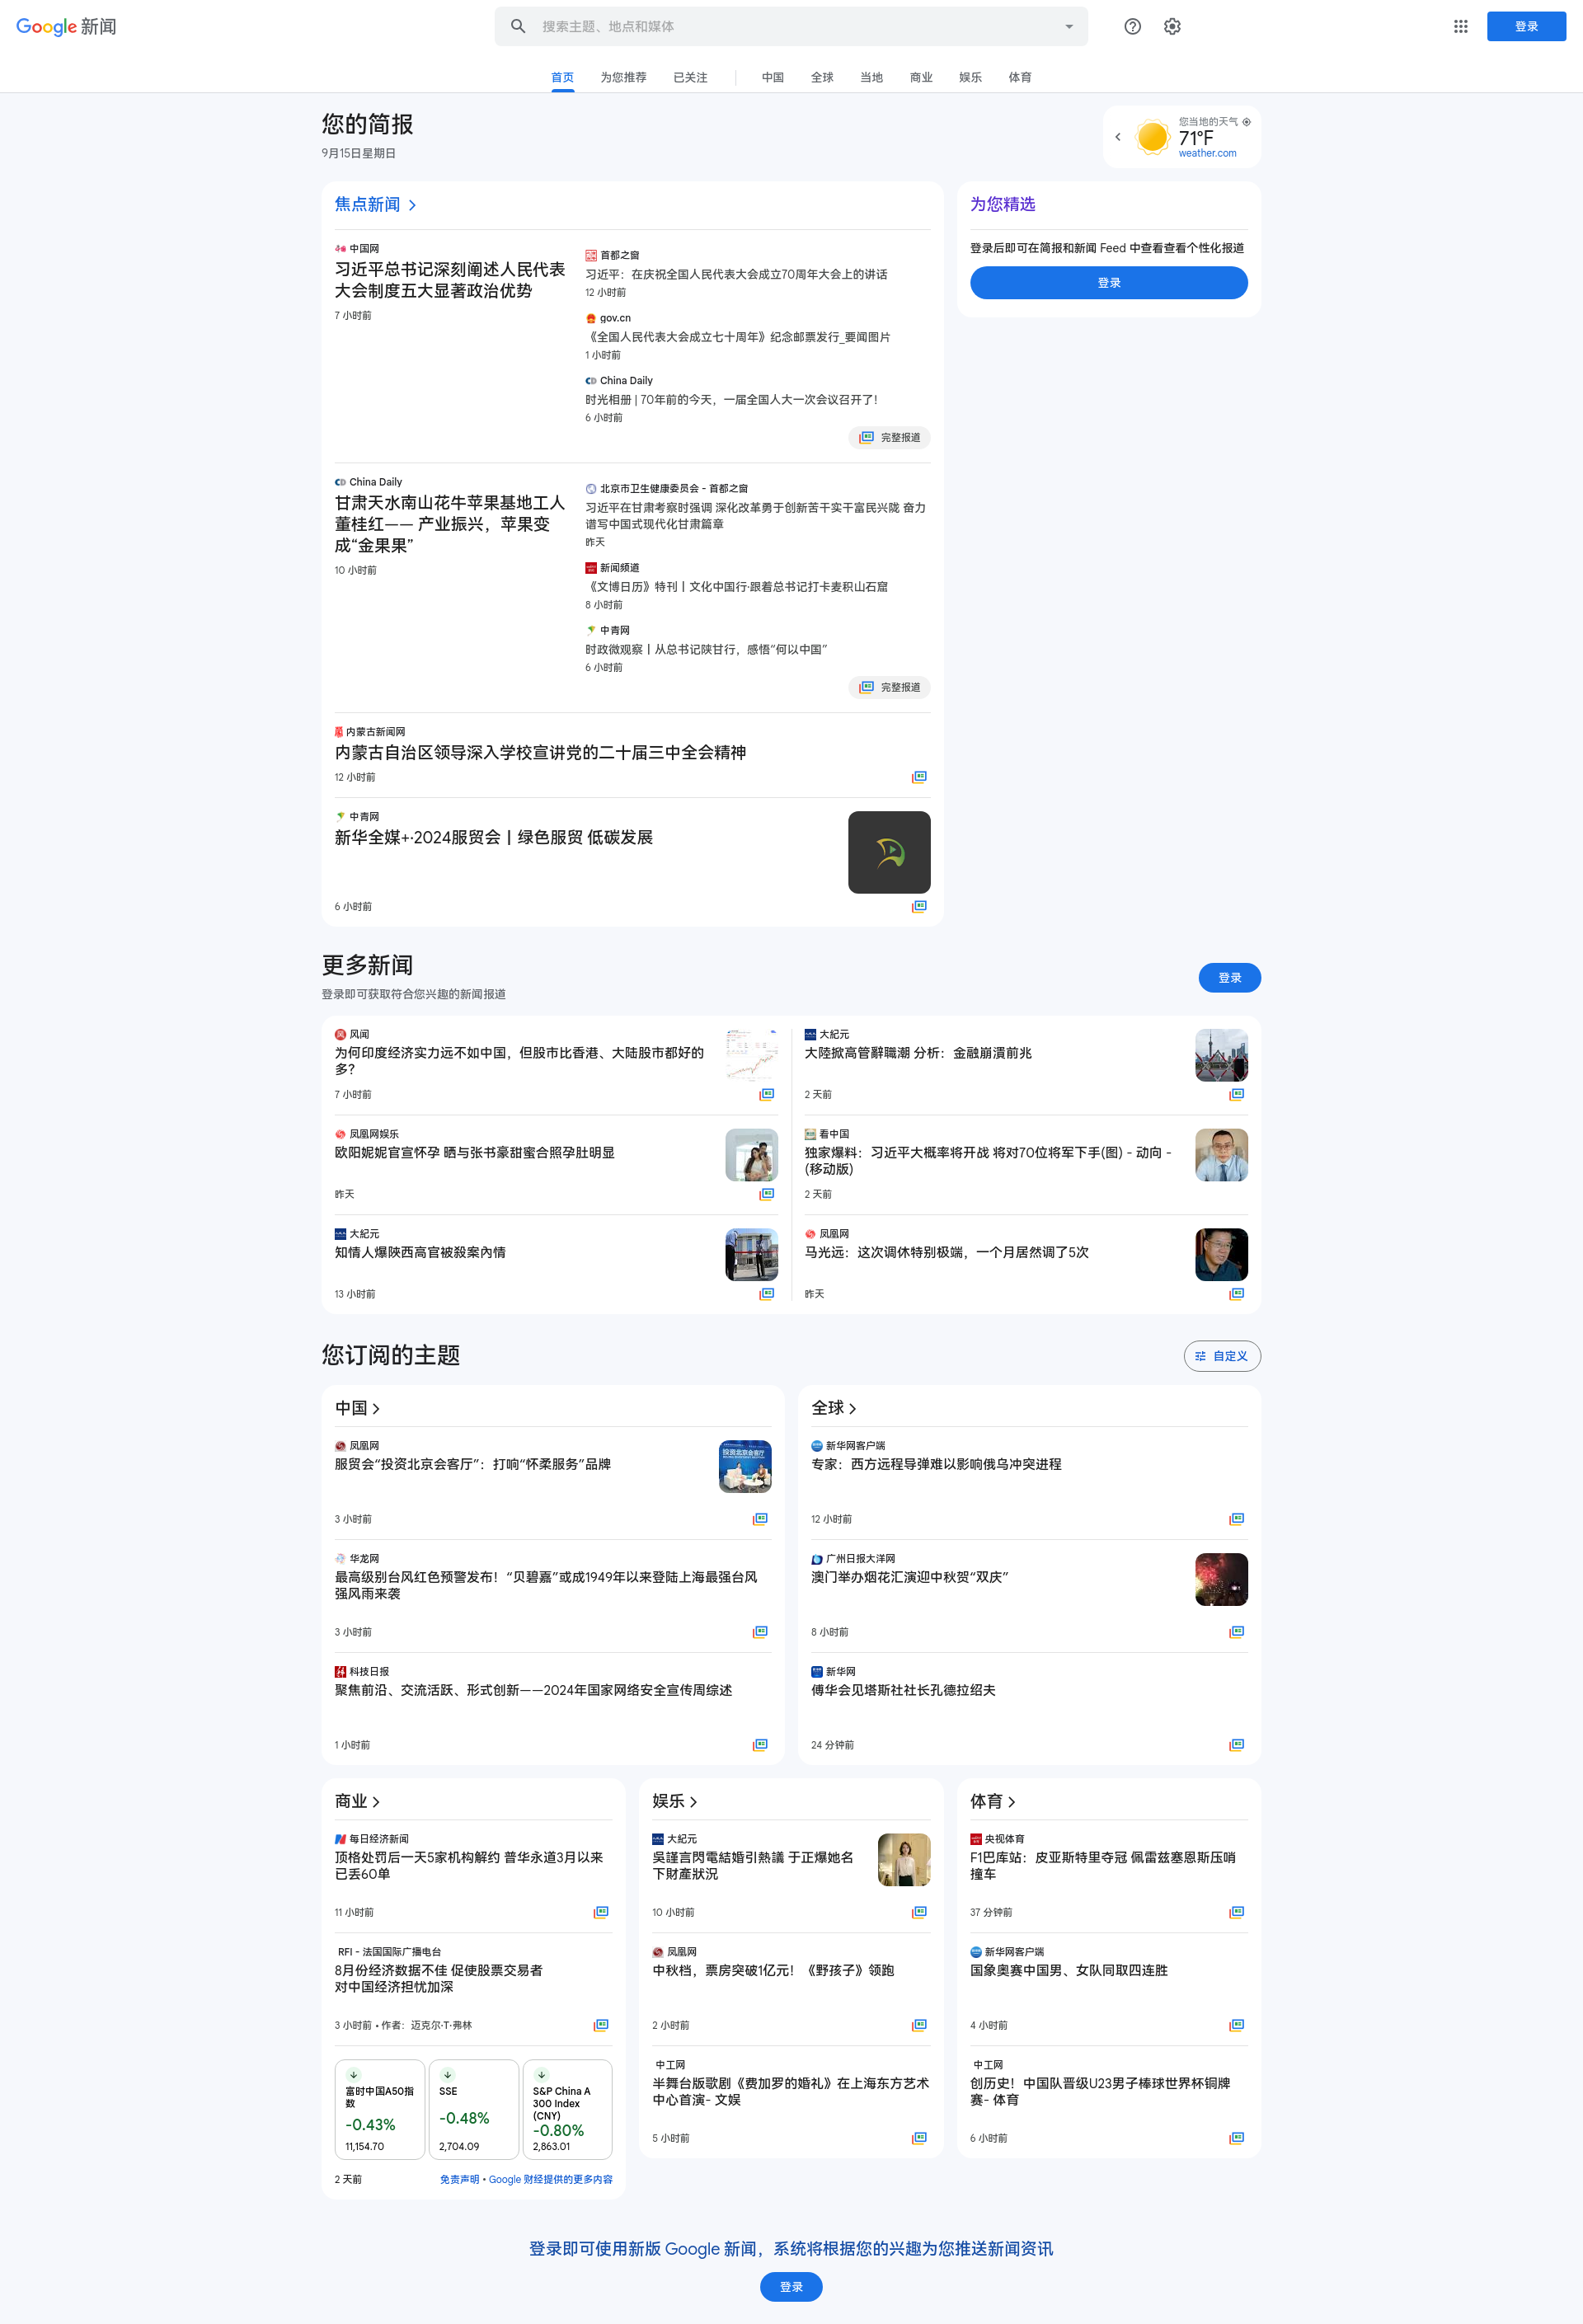 Google 新闻
搜索主题、地点和媒体
登录
首页
为您推荐
已关注
中国
全球
当地
商业
娱乐
体育
您的简报
9月15日星期日
您当地的天气
71°F
weather.com
焦点新闻
中国网
习近平总书记深刻阐述人民代表
大会制度五大显著政治优势
7 小时前
首都之窗
习近平：在庆祝全国人民代表大会成立70周年大会上的讲话
12 小时前
gov.cn
《全国人民代表大会成立七十周年》纪念邮票发行_要闻图片
1 小时前
China Daily
时光相册 | 70年前的今天，一届全国人大一次会议召开了！
6 小时前
完整报道
China Daily
甘肃天水南山花牛苹果基地工人
董桂红—— 产业振兴，苹果变
成“金果果”
10 小时前
北京市卫生健康委员会 - 首都之窗
习近平在甘肃考察时强调 深化改革勇于创新苦干实干富民兴陇 奋力
谱写中国式现代化甘肃篇章
昨天
新闻频道
《文博日历》特刊丨文化中国行·跟着总书记打卡麦积山石窟
8 小时前
中青网
时政微观察丨从总书记陕甘行，感悟“何以中国”
6 小时前
完整报道
内蒙古新闻网
内蒙古自治区领导深入学校宣讲党的二十届三中全会精神
12 小时前
中青网
新华全媒+·2024服贸会丨绿色服贸 低碳发展
6 小时前
为您精选
登录后即可在简报和新闻 Feed 中查看查看个性化报道
登录
更多新闻
登录即可获取符合您兴趣的新闻报道
登录
风闻
为何印度经济实力远不如中国，但股市比香港、大陆股市都好的
多？
7 小时前
大紀元
大陸掀高管辭職潮 分析：金融崩潰前兆
2 天前
凤凰网娱乐
欧阳妮妮官宣怀孕 晒与张书豪甜蜜合照孕肚明显
昨天
看中国
独家爆料：习近平大概率将开战 将对70位将军下手(图) - 动向 -
(移动版)
2 天前
大紀元
知情人爆陝西高官被殺案內情
13 小时前
凤凰网
马光远：这次调休特别极端，一个月居然调了5次
昨天
您订阅的主题
自定义
中国
凤凰网
服贸会“投资北京会客厅”：打响“怀柔服务”品牌
投资北京会客厅
3 小时前
华龙网
最高级别台风红色预警发布！“贝碧嘉”或成1949年以来登陆上海最强台风
强风雨来袭
3 小时前
科技日报
聚焦前沿、交流活跃、形式创新——2024年国家网络安全宣传周综述
1 小时前
全球
新华网客户端
专家：西方远程导弹难以影响俄乌冲突进程
12 小时前
广州日报大洋网
澳门举办烟花汇演迎中秋贺“双庆”
8 小时前
新华网
傅华会见塔斯社社长孔德拉绍夫
24 分钟前
商业
每日经济新闻
顶格处罚后一天5家机构解约 普华永道3月以来
已丢60单
11 小时前
RFI - 法国国际广播电台
8月份经济数据不佳 促使股票交易者
对中国经济担忧加深
3 小时前 • 作者：迈克尔·T·弗林
富时中国A50指
数
-0.43%
11,154.70
SSE
-0.48%
2,704.09
S&P China A
300 Index
(CNY)
-0.80%
2,863.01
2 天前
免责声明 • Google 财经提供的更多内容
娱乐
大紀元
吳謹言閃電結婚引熱議 于正爆她名
下財產狀況
10 小时前
凤凰网
中秋档，票房突破1亿元！《野孩子》领跑
2 小时前
中工网
半舞台版歌剧《费加罗的婚礼》在上海东方艺术
中心首演- 文娱
5 小时前
体育
央视体育
F1巴库站：皮亚斯特里夺冠 佩雷兹塞恩斯压哨
撞车
37 分钟前
新华网客户端
国象奥赛中国男、女队同取四连胜
4 小时前
中工网
创历史！中国队晋级U23男子棒球世界杯铜牌
赛- 体育
6 小时前
登录即可使用新版 Google 新闻，系统将根据您的兴趣为您推送新闻资讯
登录